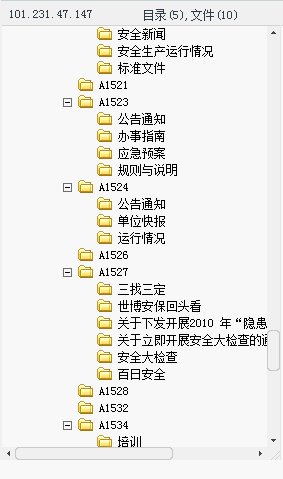 101.231.47.147 目录(5),文件(10)
安全新闻
安全生产运行情况
标准文件
A1521
A1523
公告通知
办事指南
应急预案
规则与说明
A1524
公告通知
单位快报
运行情况
A1526
A1527
三找三定
世博安保回头看
关于下发开展2010 年“隐患
关于立即开展安全大检查的通
安全大检查
百日安全
A1528
A1532
A1534
培训